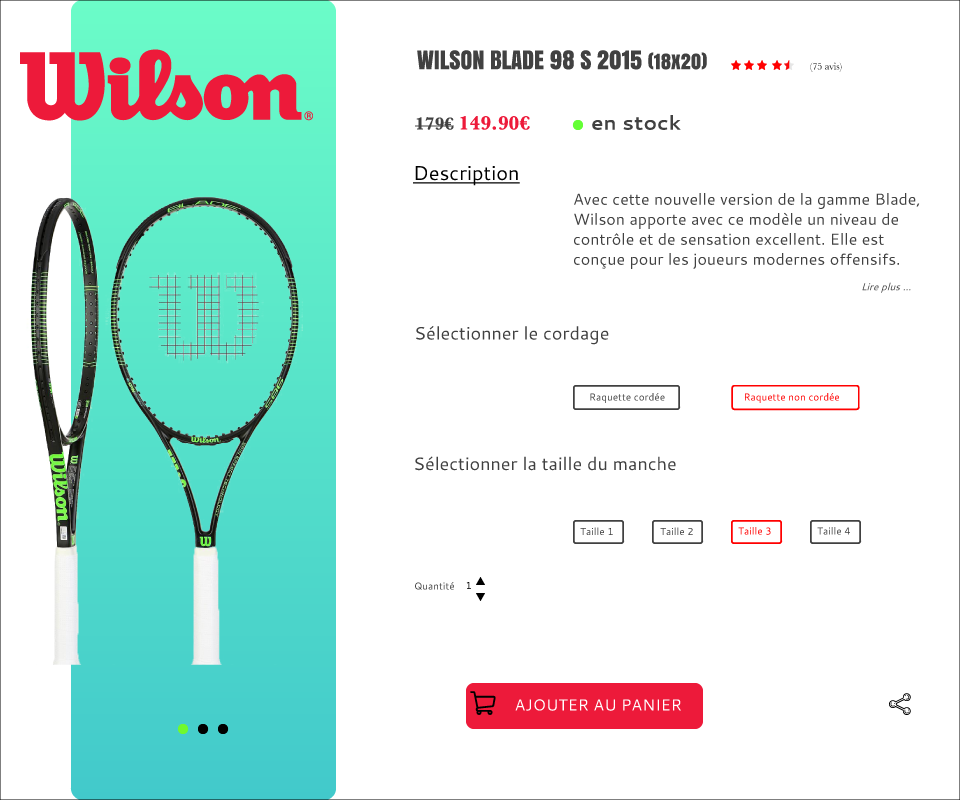 Wilson®
WILSON BLADE 98 S 2015 (18X20)
(75 avis)
179€ 149.90€
en stock
Description
Avec cette nouvelle version de la gamme Blade,
Wilson apporte avec ce modèle un niveau de
contrôle et de sensation excellent. Elle est
conçue pour les joueurs modernes offensifs.
Lire plus ...
Sélectionner le cordage
Raquette cordée
Raquette non cordée
Sélectionner la taille du manche
Taille 1
Taille 2
Taille 3
Taille 4
Quantité 1
AJOUTER AU PANIER
BLADE
Wilson
Wilson
W
W